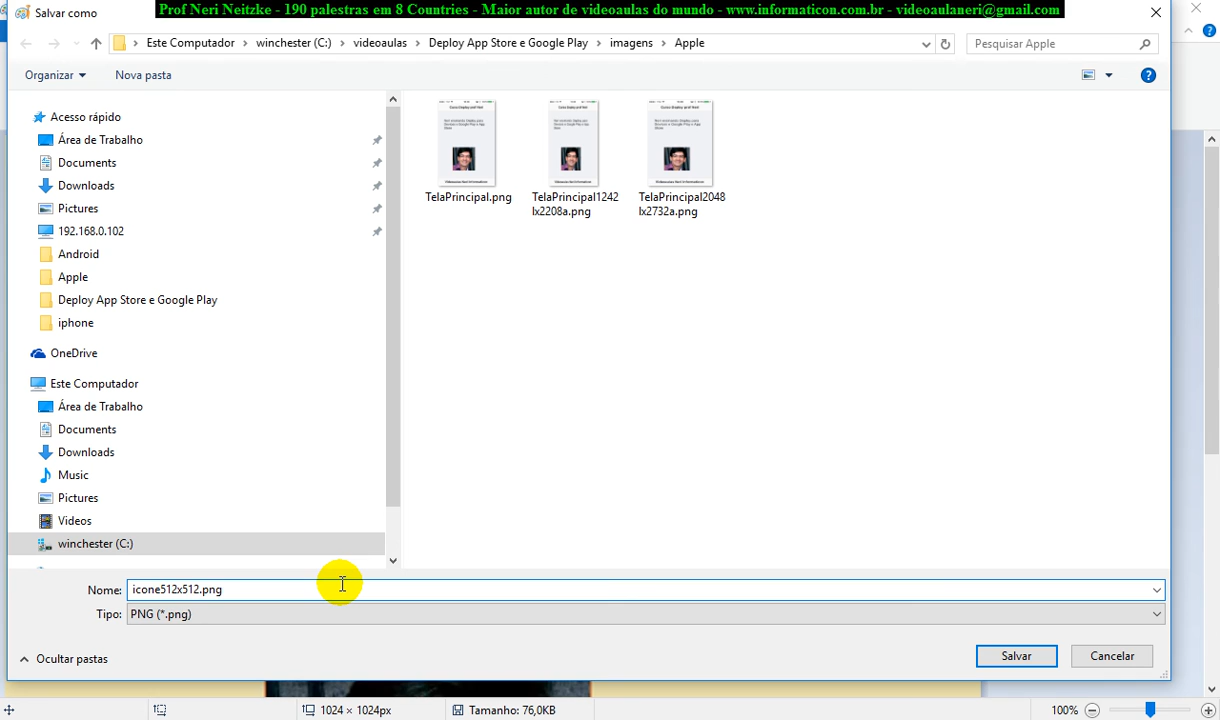 Prof Neri Neitzke - 190 palestras em 8 Countries - Maior autor de videoaulas do mundo - www.informaticon.com.br - videoaulaneri@gmail.com
Salvar como
Este Computador > winchester (C:) > videoaulas > Deploy App Store e Google Play > imagens > Apple
Pesquisar Apple
Organizar
Nova pasta
Acesso rápido
Área de Trabalho
Documents
Downloads
Pictures
192.168.0.102
Android
Apple
Deploy App Store e Google Play
iphone
OneDrive
Este Computador
Área de Trabalho
Documents
Downloads
Music
Pictures
Videos
winchester (C:)
TelaPrincipal.png
TelaPrincipal1242
lx2208a.png
TelaPrincipal2048
lx2732a.png
Nome: icone512x512.png
Tipo: PNG (*.png)
Ocultar pastas
Salvar
Cancelar
1024 × 1024px
Tamanho: 76,0KB
100%